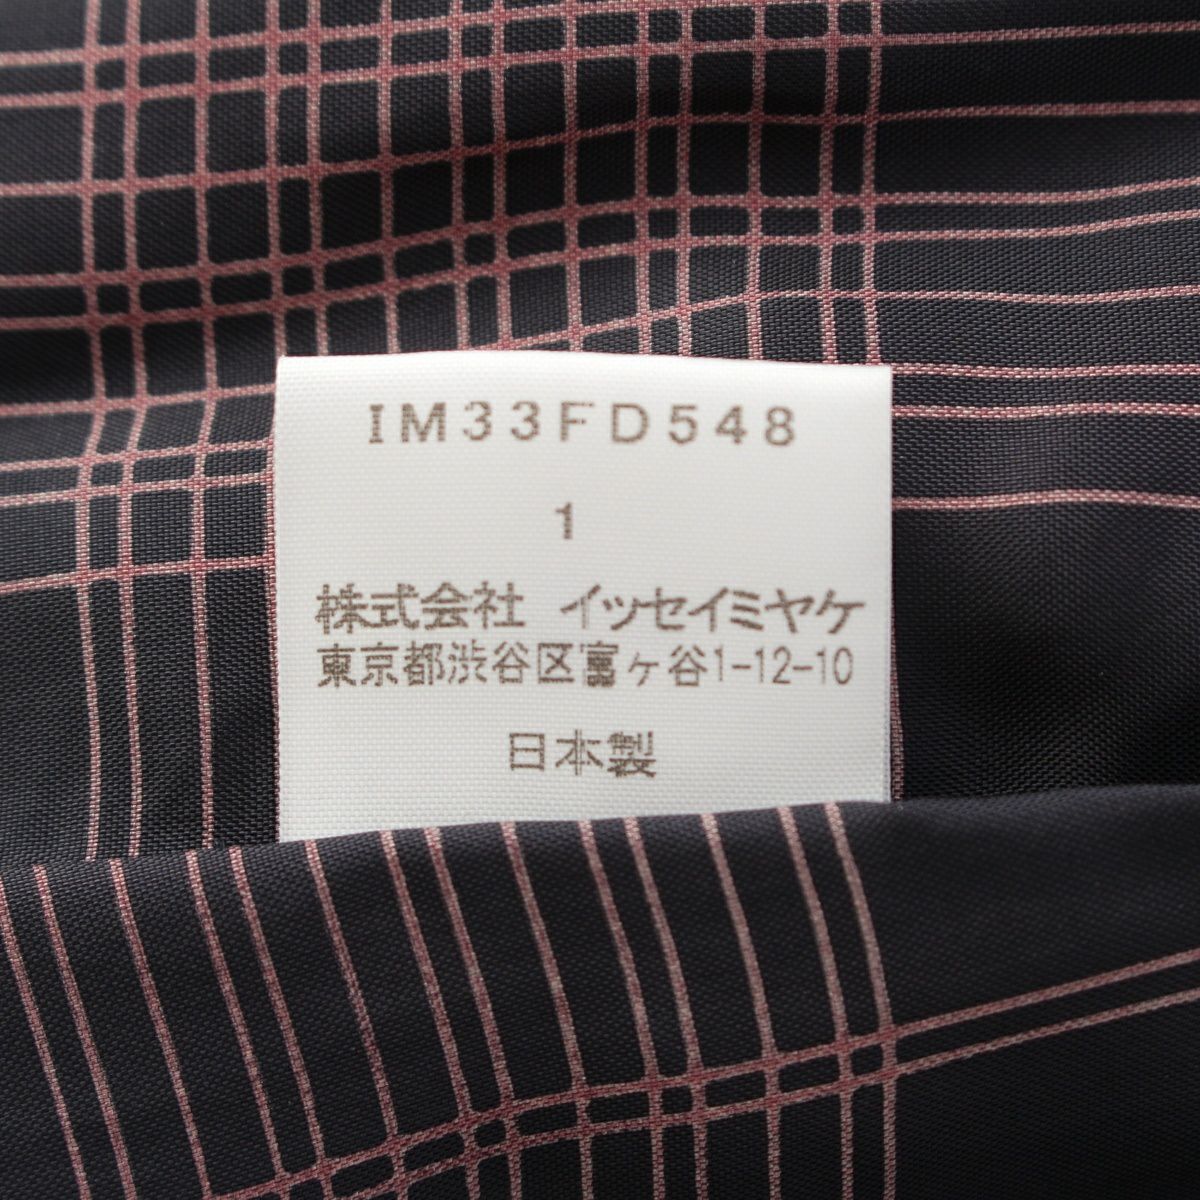 IM33FD548
1
株式会社 イッセイミヤケ
東京都渋谷区富ヶ谷1-12-10
日本製